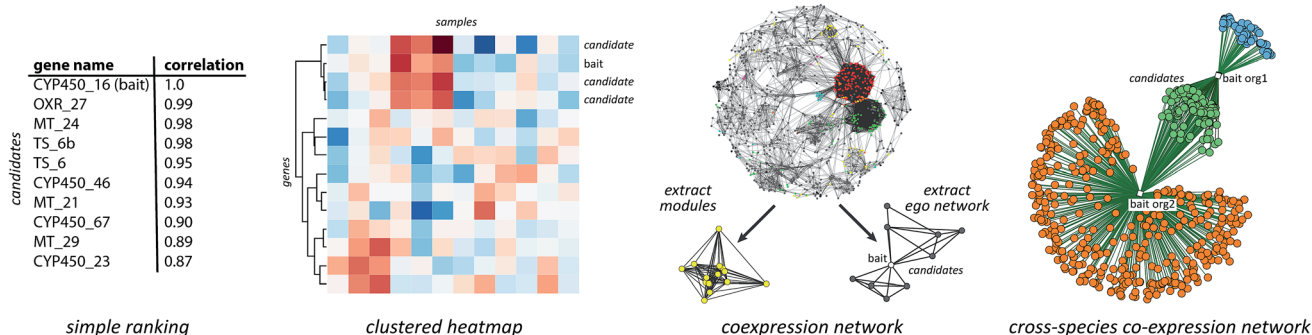 gene name correlation
CYP450_16 (bait) 1.0
OXR_27 0.99
MT_24 0.98
TS_6b 0.98
TS_6 0.95
CYP450_46 0.94
MT_21 0.93
CYP450_67 0.90
MT_29 0.89
CYP450_23 0.87
candidates
simple ranking
samples
candidate
bait
candidate
candidate
genes
clustered heatmap
extract
modules
extract
ego network
bait
candidates
coexpression network
candidates
bait org1
bait org2
cross-species co-expression network